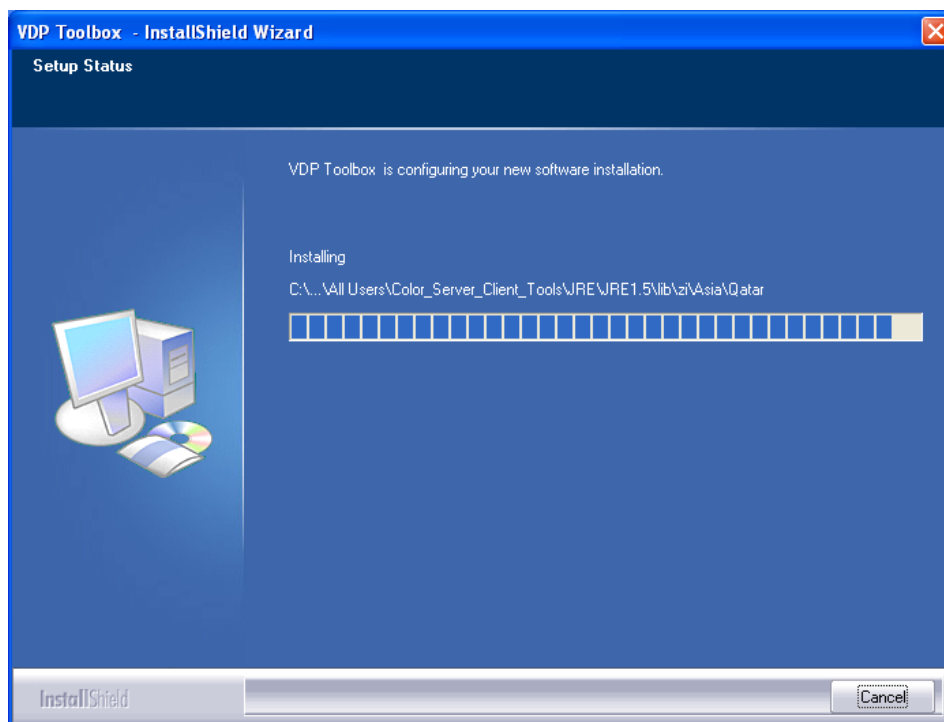 VDP Toolbox - InstallShield Wizard
Setup Status
VDP Toolbox is configuring your new software installation.
Installing
C:\...\All Users\Color_Server_Client_Tools\JRE\JRE1.5\lib\zi\Asia\Qatar
InstallShield
Cancel